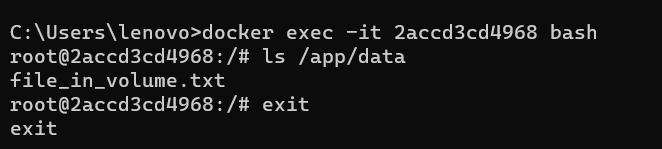 C:\Users\lenovo>docker exec -it 2accd3cd4968 bash
root@2accd3cd4968:/# ls /app/data
file_in_volume.txt
root@2accd3cd4968:/# exit
exit